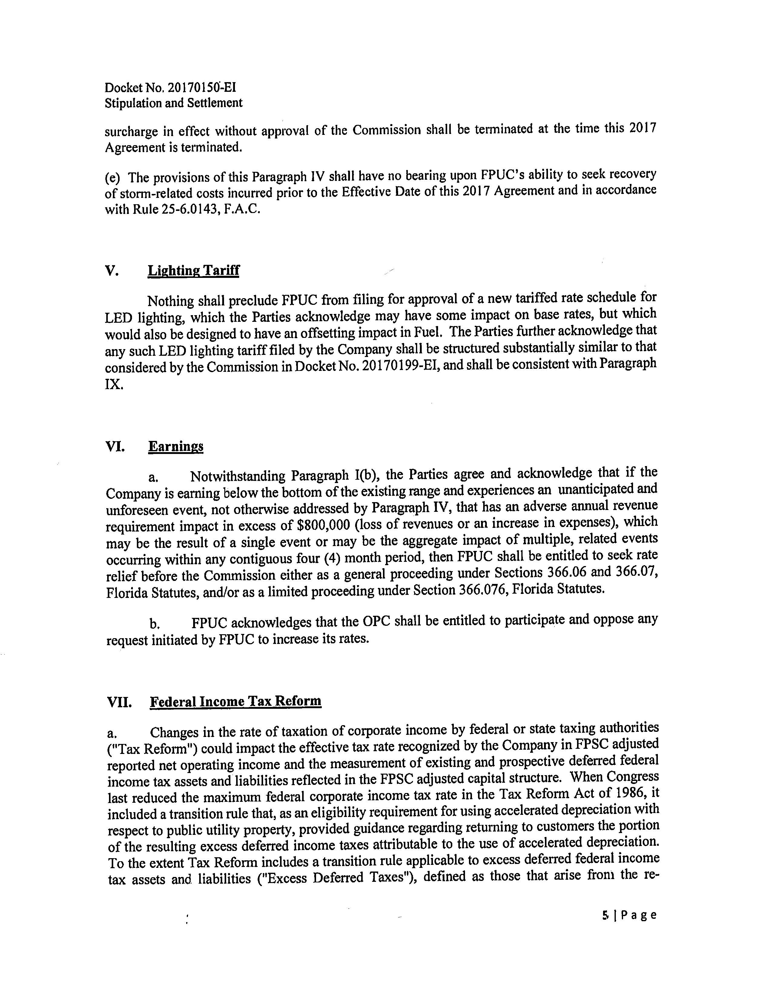 Docket No. 20170150-EI
Stipulation and Settlement
surcharge in effect without approval of the Commission shall be terminated at the time this 2017
Agreement is terminated.
(e) The provisions of this Paragraph IV shall have no bearing upon FPUC's ability to seek recovery
of storm-related costs incurred prior to the Effective Date of this 2017 Agreement and in accordance
with Rule 25-6.0143, F.A.C.
V. Lighting Tariff
Nothing shall preclude FPUC from filing for approval of a new tariffed rate schedule for
LED lighting, which the Parties acknowledge may have some impact on base rates, but which
would also be designed to have an offsetting impact in Fuel. The Parties further acknowledge that
any such LED lighting tariff filed by the Company shall be structured substantially similar to that
considered by the Commission in Docket No. 20170199-EI, and shall be consistent with Paragraph
IX.
VI. Earnings
a. Notwithstanding Paragraph I(b), the Parties agree and acknowledge that if the
Company is earning below the bottom of the existing range and experiences an unanticipated and
unforeseen event, not otherwise addressed by Paragraph IV, that has an adverse annual revenue
requirement impact in excess of $800,000 (loss of revenues or an increase in expenses), which
may be the result of a single event or may be the aggregate impact of multiple, related events
occurring within any contiguous four (4) month period, then FPUC shall be entitled to seek rate
relief before the Commission either as a general proceeding under Sections 366.06 and 366.07,
Florida Statutes, and/or as a limited proceeding under Section 366.076, Florida Statutes.
b. FPUC acknowledges that the OPC shall be entitled to participate and oppose any
request initiated by FPUC to increase its rates.
VII. Federal Income Tax Reform
a. Changes in the rate of taxation of corporate income by federal or state taxing authorities
("Tax Reform") could impact the effective tax rate recognized by the Company in FPSC adjusted
reported net operating income and the measurement of existing and prospective deferred federal
income tax assets and liabilities reflected in the FPSC adjusted capital structure. When Congress
last reduced the maximum federal corporate income tax rate in the Tax Reform Act of 1986, it
included a transition rule that, as an eligibility requirement for using accelerated depreciation with
respect to public utility property, provided guidance regarding returning to customers the portion
of the resulting excess deferred income taxes attributable to the use of accelerated depreciation.
To the extent Tax Reform includes a transition rule applicable to excess deferred federal income
tax assets and liabilities ("Excess Deferred Taxes"), defined as those that arise from the re-
5 | Page